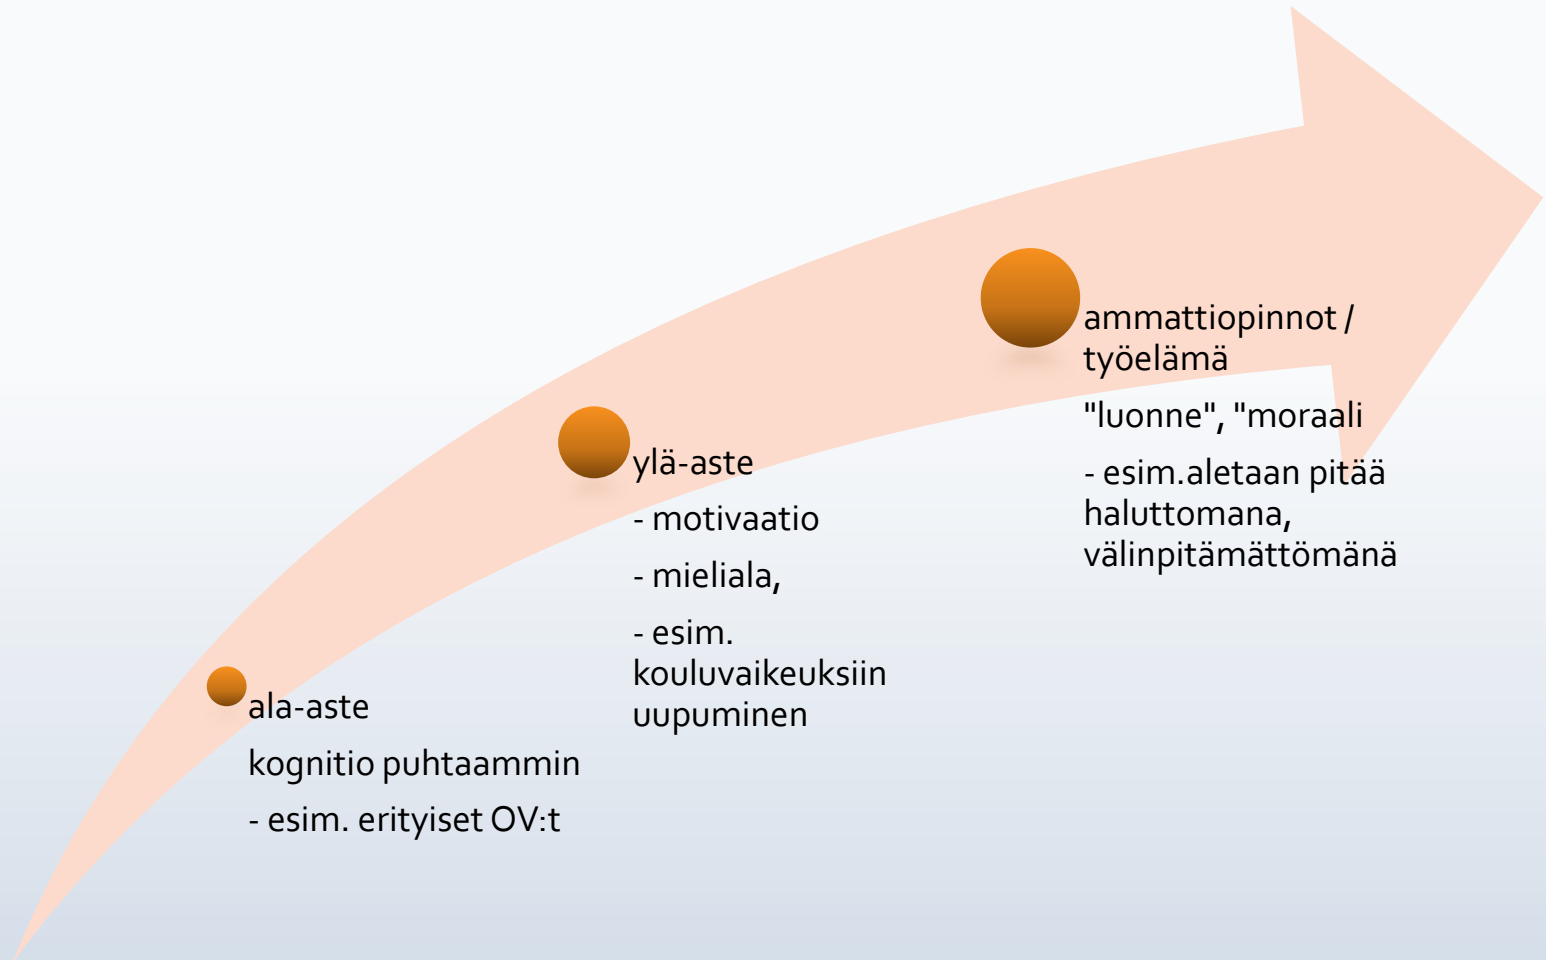 ala-aste
kognitio puhtaammin
- esim. erityiset OV:t
ylä-aste
- motivaatio
- mieliala,
- esim.
kouluvaikeuksiin
uupuminen
ammattiopinnot /
työelämä
"luonne", "moraali
- esim.aletaan pitää
haluttomana,
välinpitämättömänä